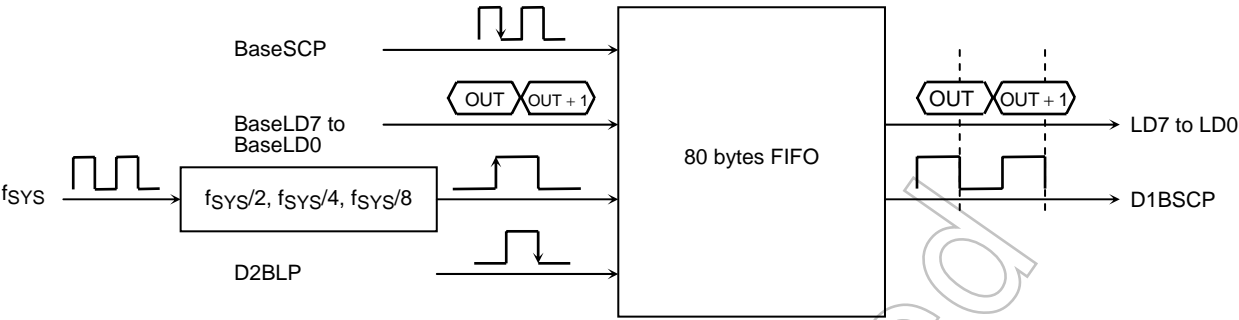 BaseSCP
OUT OUT + 1
BaseLD7 to
BaseLD0
fSYS
fSYS/2, fSYS/4, fSYS/8
D2BLP
80 bytes FIFO
OUT OUT + 1
LD7 to LD0
D1BSCP